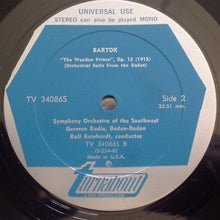 UNIVERSAL USE
STEREO can also be played MONO
BARTOK
"The Wooden Prince", Op. 13 (1915)
(Orchestral Suite From the Ballet)
TV 34086S
Side 2
23:51 min.
Symphony Orchestra of the Southwest
German Radio, Baden-Baden
Rolf Reinhardt, conductor
TV 34086S B
(S-354-B)
Made in U.S.A.
turnabout